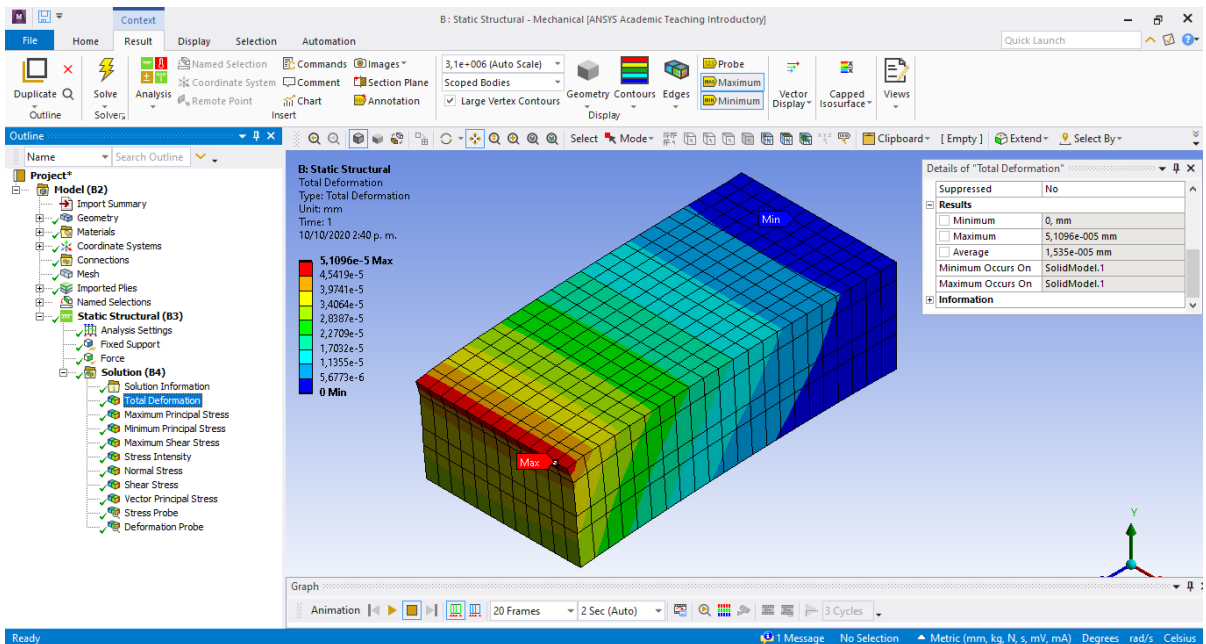 Context
B : Static Structural - Mechanical [ANSYS Academic Teaching Introductory]
File Home Result Display Selection Automation
Quick Launch
Duplicate
Outline
Solve
Solver
Analysis
Named Selection
Coordinate System
Remote Point
Commands
Comment
Chart
Images
Section Plane
Annotation
Insert
3,1e+006 (Auto Scale)
Scoped Bodies
Large Vertex Contours
Geometry Contours Edges
Probe
Maximum
Minimum
Display
Vector Display
Capped Isosurface
Views
Outline
Name Search Outline
Project*
Model (B2)
Import Summary
Geometry
Materials
Coordinate Systems
Connections
Mesh
Imported Plies
Named Selections
Static Structural (B3)
Analysis Settings
Fixed Support
Force
Solution (B4)
Solution Information
Total Deformation
Maximum Principal Stress
Minimum Principal Stress
Maximum Shear Stress
Stress Intensity
Normal Stress
Shear Stress
Vector Principal Stress
Stress Probe
Deformation Probe
Select Mode Clipboard [ Empty ] Extend Select By
B: Static Structural
Total Deformation
Type: Total Deformation
Unit: mm
Time: 1
10/10/2020 2:40 p. m.
5,1096e-5 Max
4,5419e-5
3,9741e-5
3,4064e-5
2,8387e-5
2,2709e-5
1,7032e-5
1,1355e-5
5,6773e-6
0 Min
Min
Max
Y
Details of "Total Deformation"
Suppressed No
Results
Minimum 0, mm
Maximum 5,1096e-005 mm
Average 1,535e-005 mm
Minimum Occurs On SolidModel.1
Maximum Occurs On SolidModel.1
Information
Graph
Animation 20 Frames 2 Sec (Auto) 3 Cycles
Ready 1 Message No Selection Metric (mm, kg, N, s, mV, mA) Degrees rad/s Celsius